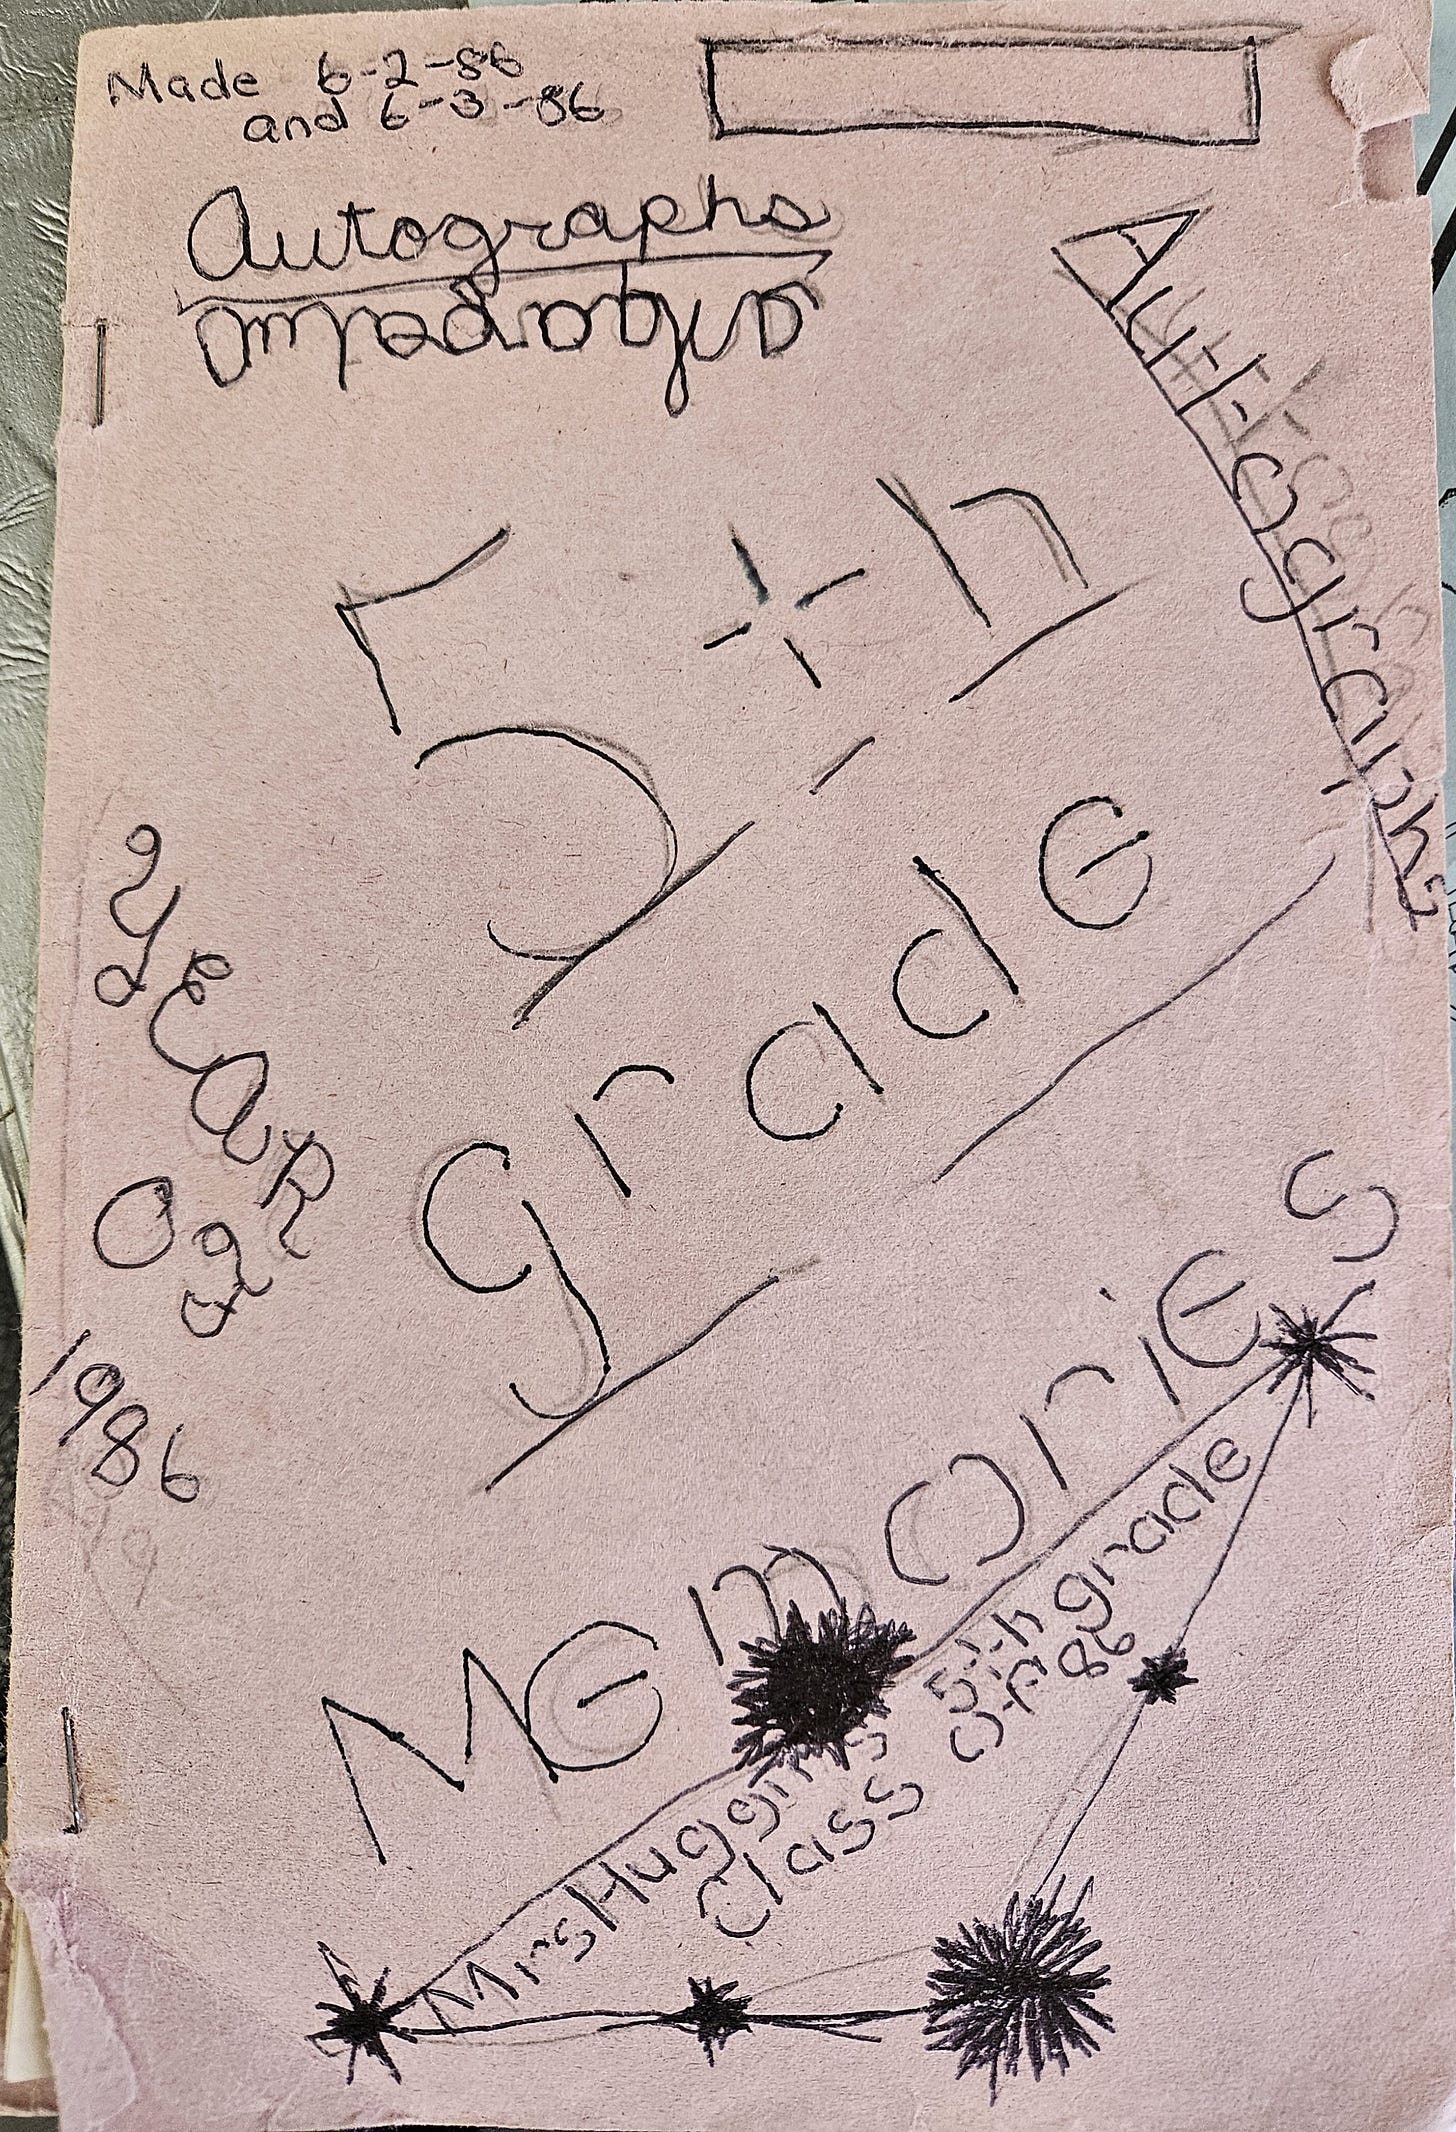 Made 6-2-86
and 6-3-86
Autographs
Autographs
5th
gradE
YEaR
OF
1986
MEmoriES
Mrs Huggins
Class
5th grade
OF 86